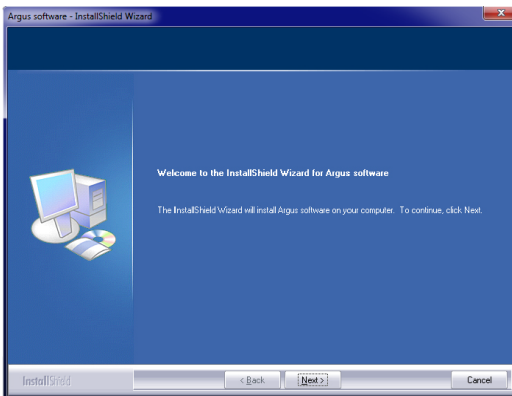 Argus software - InstallShield Wizard
Welcome to the InstallShield Wizard for Argus software
The InstallShield Wizard will install Argus software on your computer. To continue, click Next.
InstallShield
< Back
Next >
Cancel